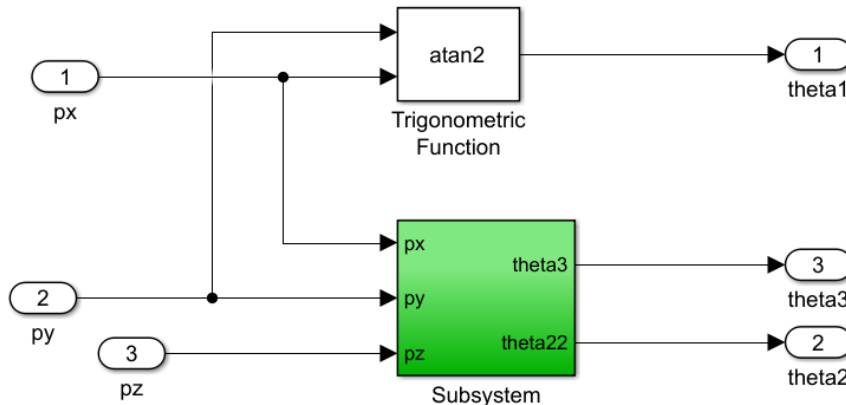 atan2
1
1
px
theta1
Trigonometric
Function
px
theta3
3
theta3
2
py
py
3
pz
pz
theta22
2
theta2
Subsystem